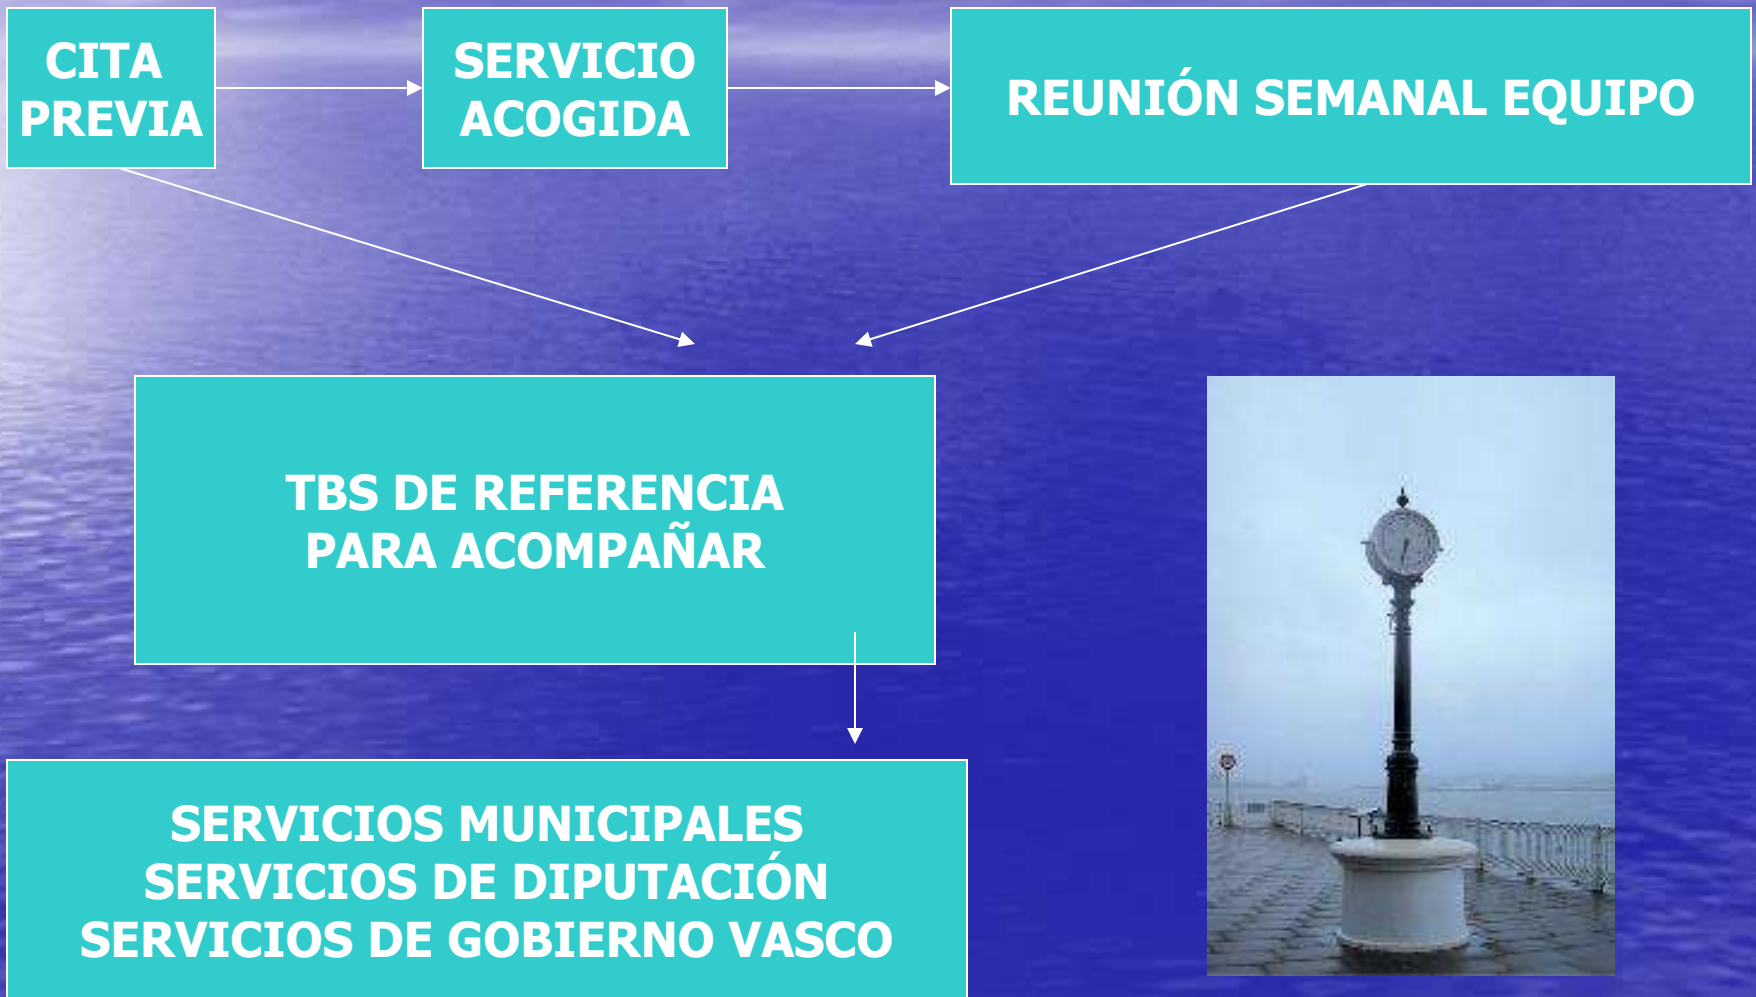 CITA
PREVIA
SERVICIO
ACOGIDA
REUNIÓN SEMANAL EQUIPO
TBS DE REFERENCIA
PARA ACOMPAÑAR
SERVICIOS MUNICIPALES
SERVICIOS DE DIPUTACIÓN
SERVICIOS DE GOBIERNO VASCO